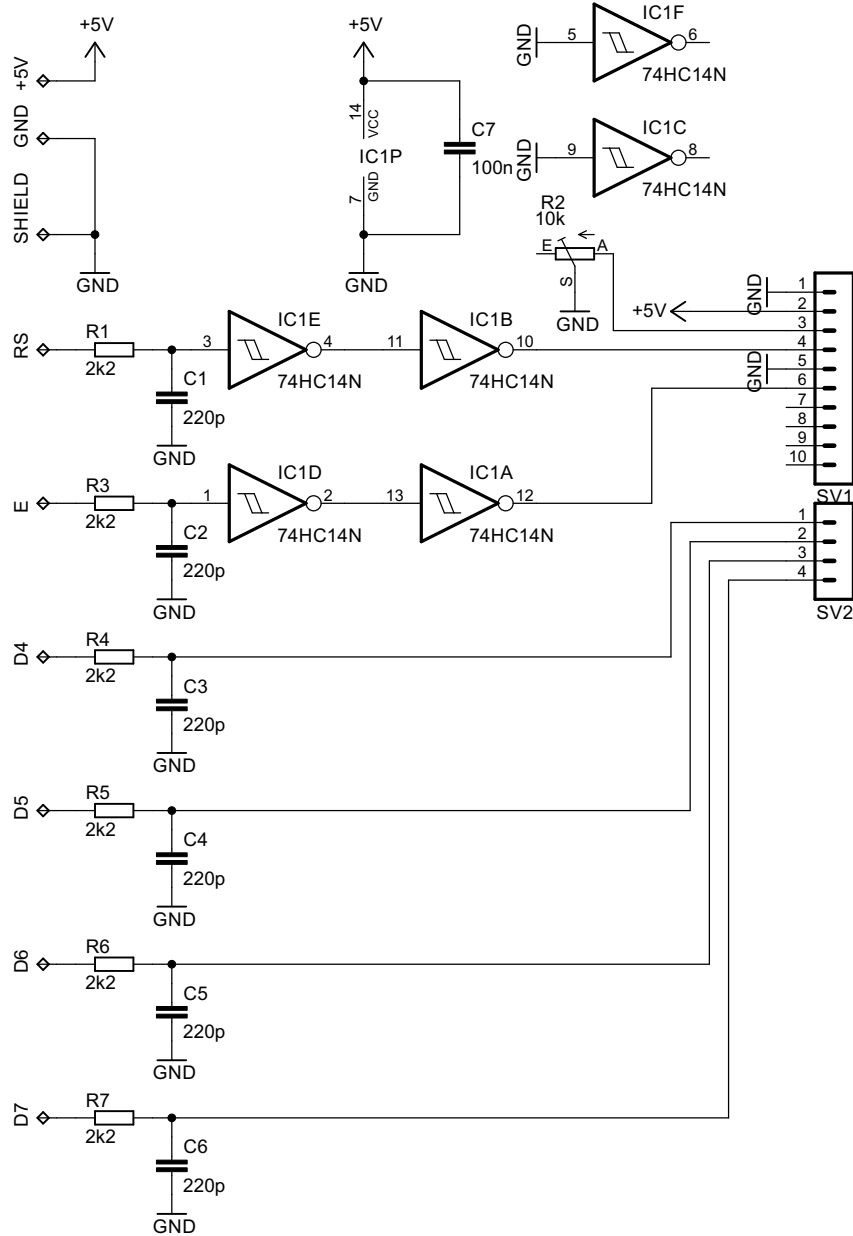 +5V
+5V
+5V
GND
SHIELD
GND
14
VCC
IC1P
7
GND
C7
100n
GND
GND
5
IC1F
6
74HC14N
GND
9
IC1C
8
74HC14N
R2
10k
E
A
S
GND
RS
R1
2k2
C1
220p
GND
3
IC1E
4
74HC14N
11
IC1B
10
74HC14N
+5V
GND
GND
1
2
3
4
5
6
7
8
9
10
SV1
E
R3
2k2
C2
220p
GND
1
IC1D
2
74HC14N
13
IC1A
12
74HC14N
1
2
3
4
SV2
D4
R4
2k2
C3
220p
GND
D5
R5
2k2
C4
220p
GND
D6
R6
2k2
C5
220p
GND
D7
R7
2k2
C6
220p
GND